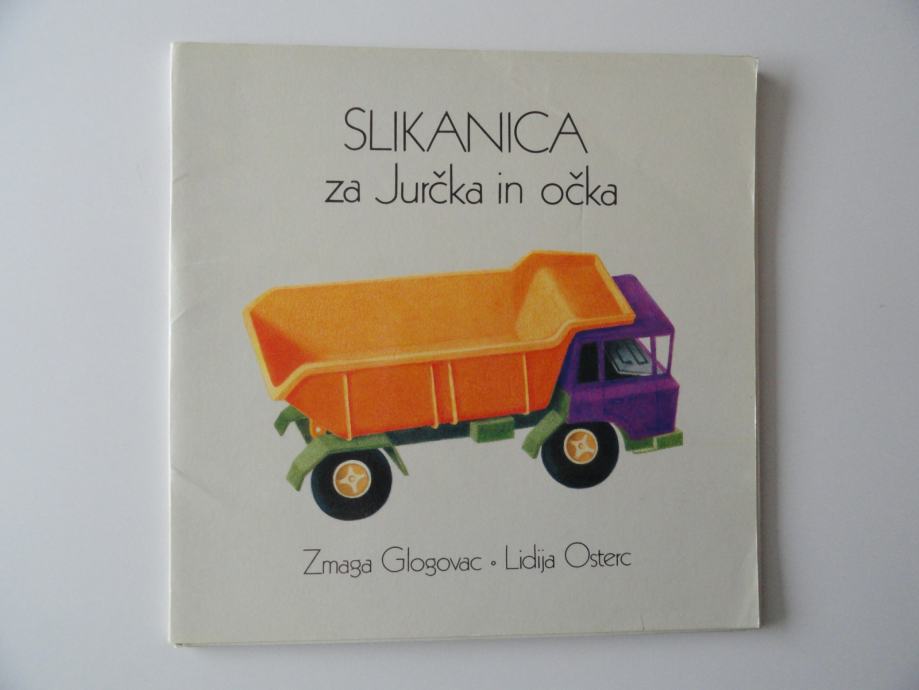 SLIKANICA
za Jurčka in očka
Zmaga Glogovac • Lidija Osterc